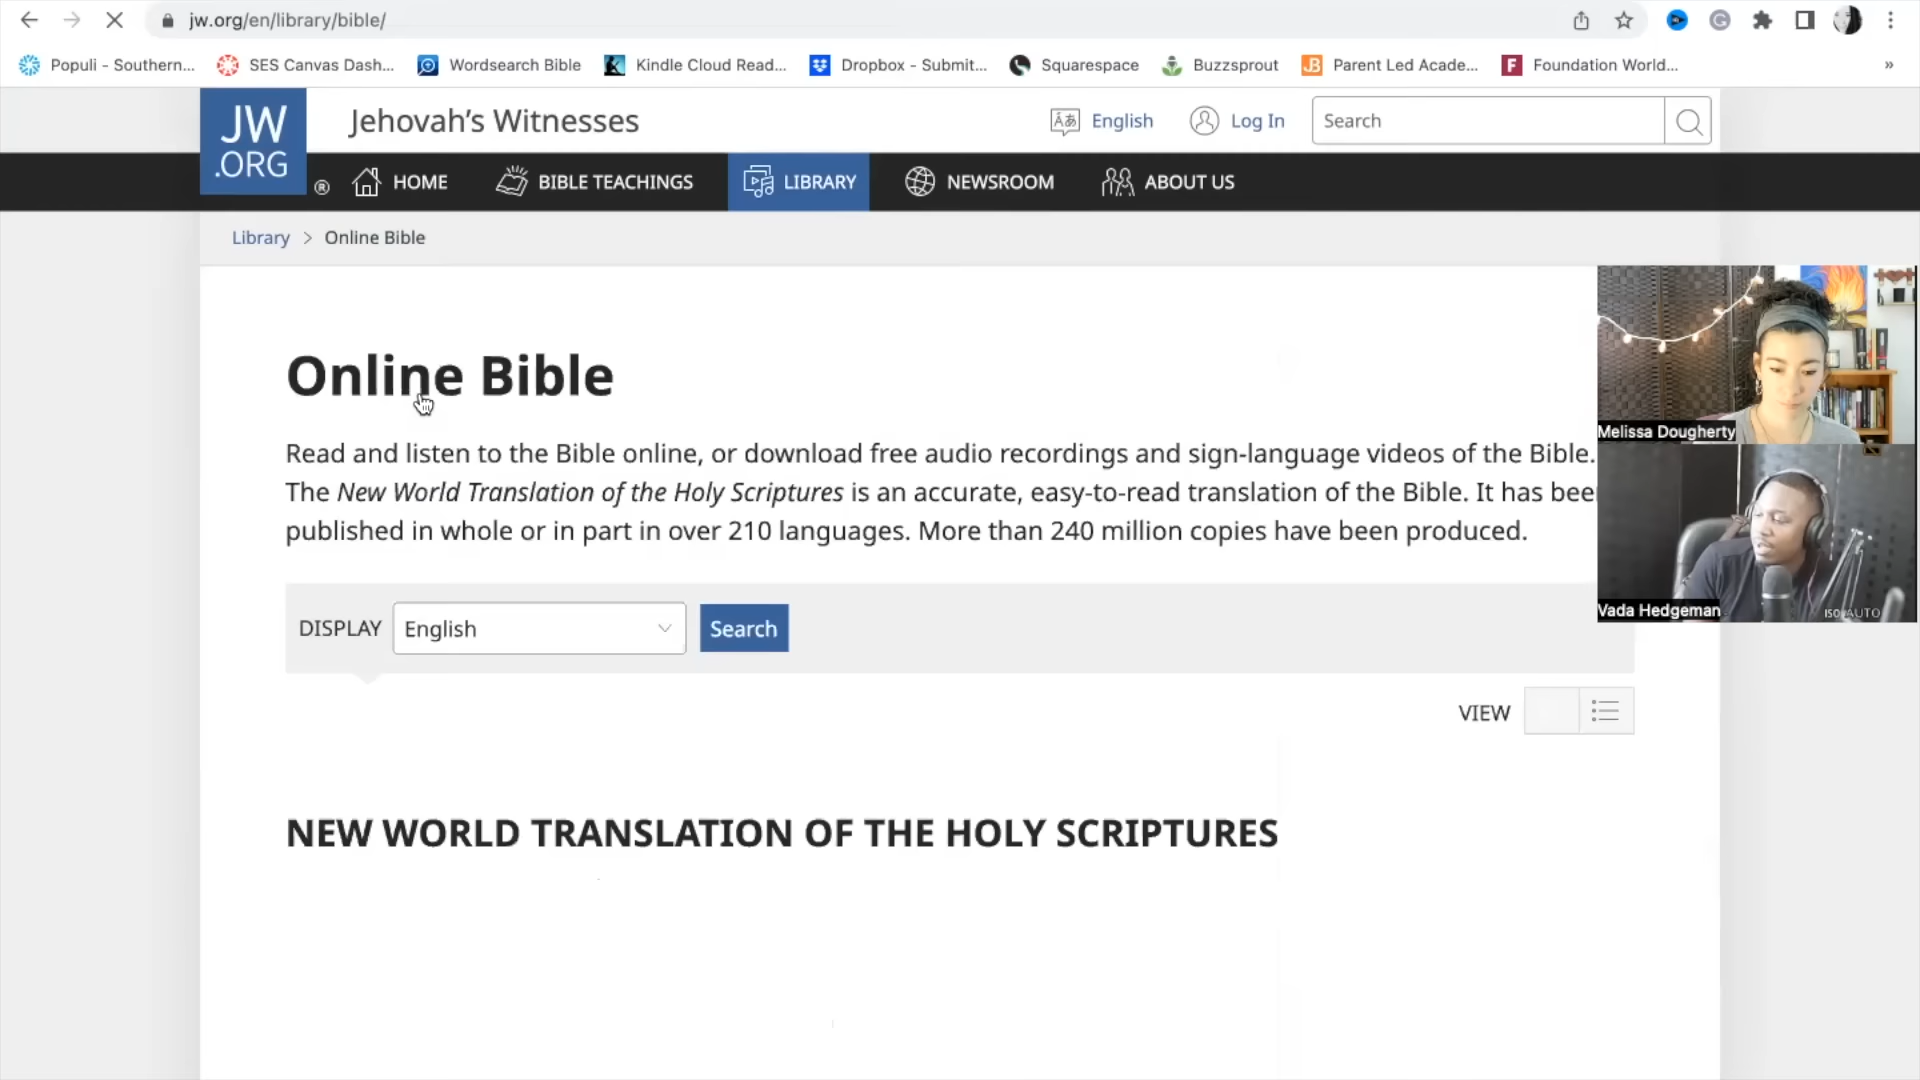 jw.org/en/library/bible/
Populi - Southern... SES Canvas Dash... Wordsearch Bible Kindle Cloud Read... Dropbox - Submit... Squarespace Buzzsprout Parent Led Acade... Foundation World... »
JW
.ORG
®
Jehovah's Witnesses
English Log In Search
HOME BIBLE TEACHINGS LIBRARY NEWSROOM ABOUT US
Library > Online Bible
Online Bible
Read and listen to the Bible online, or download free audio recordings and sign-language videos of the Bible.
The New World Translation of the Holy Scriptures is an accurate, easy-to-read translation of the Bible. It has bee
published in whole or in part in over 210 languages. More than 240 million copies have been produced.
Melissa Dougherty
Vada Hedgeman
ISO AUTO
DISPLAY English Search
VIEW
NEW WORLD TRANSLATION OF THE HOLY SCRIPTURES